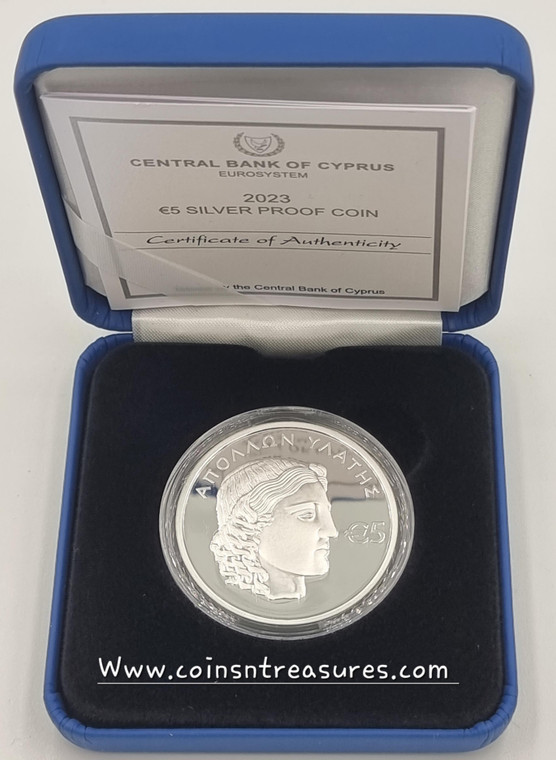 CENTRAL BANK OF CYPRUS
EUROSYSTEM
2023
€5 SILVER PROOF COIN
Certificate of Authenticity
by the Central Bank of Cyprus
ΑΠΟΛΛΩΝ ΥΛΑΤΗΣ
€5
Www.coinsntreasures.com